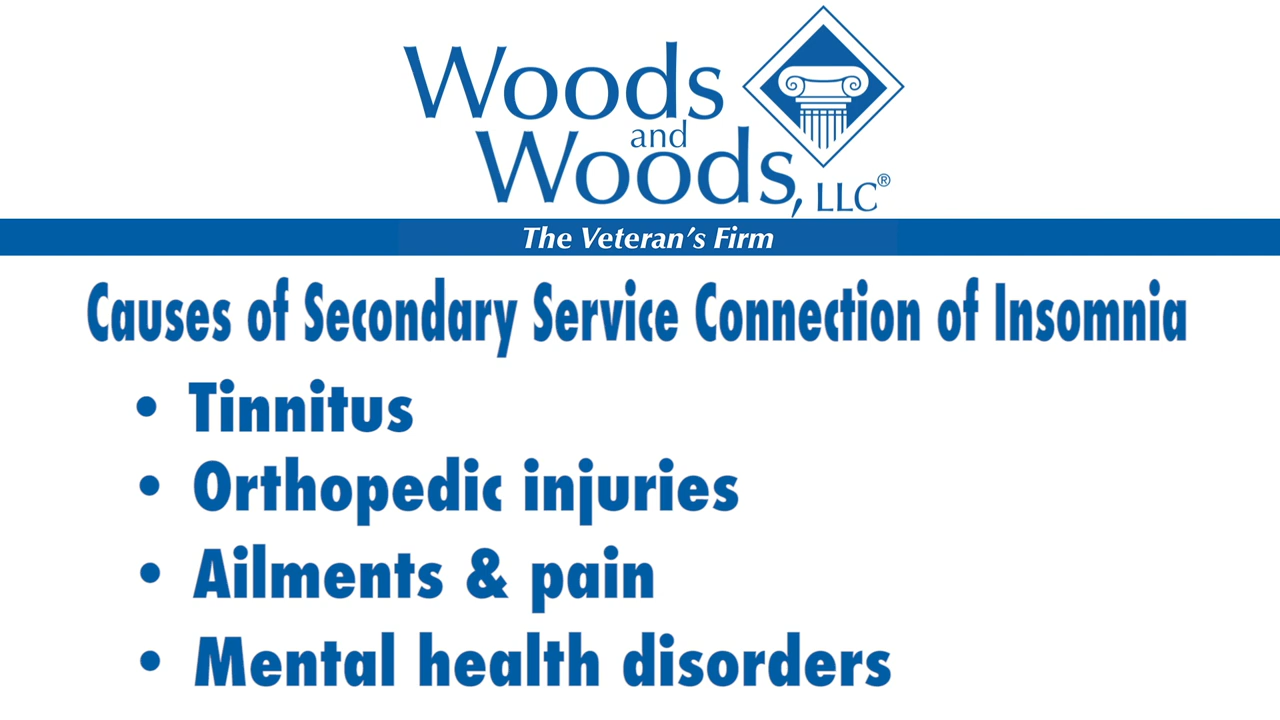 Woods
and
Woods, LLC®
The Veteran's Firm
Causes of Secondary Service Connection of Insomnia
• Tinnitus
• Orthopedic injuries
• Ailments & pain
• Mental health disorders